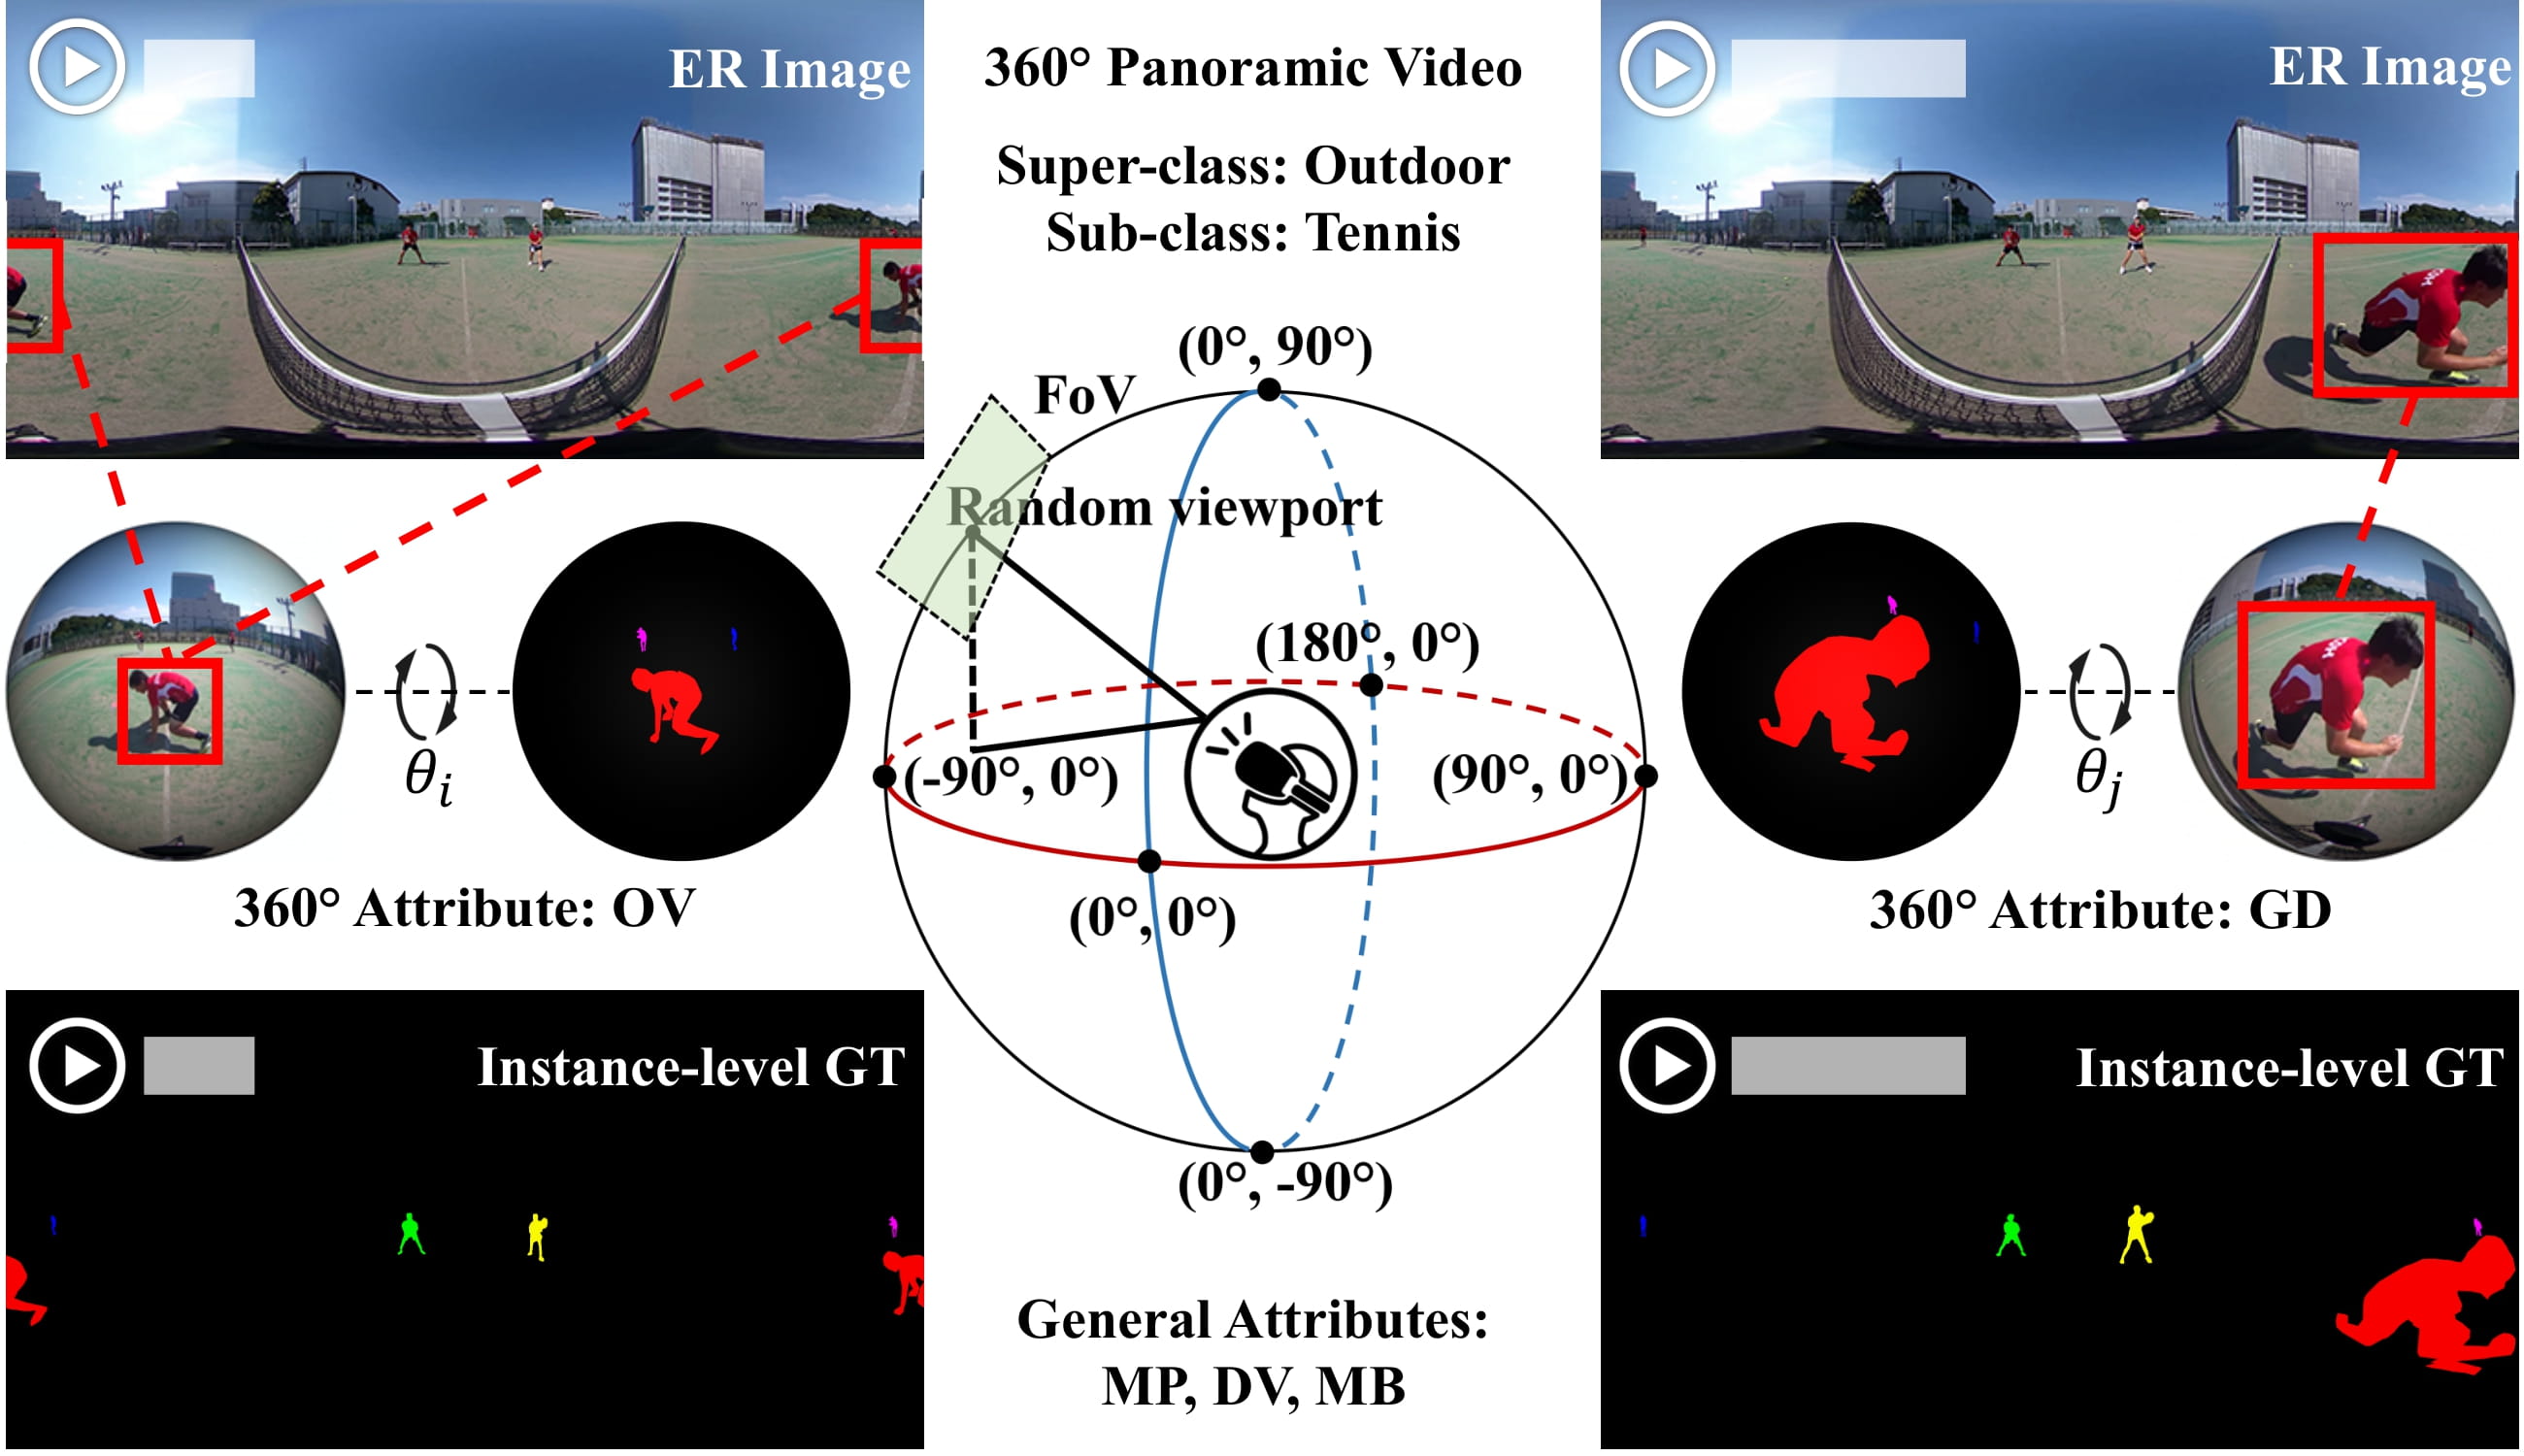 ER Image
360° Panoramic Video
Super-class: Outdoor
Sub-class: Tennis
ER Image
(0°, 90°)
FoV
Random viewport
(180°, 0°)
(-90°, 0°)
(90°, 0°)
(0°, 0°)
(0°, -90°)
θi
θj
360° Attribute: OV
360° Attribute: GD
Instance-level GT
Instance-level GT
General Attributes:
MP, DV, MB